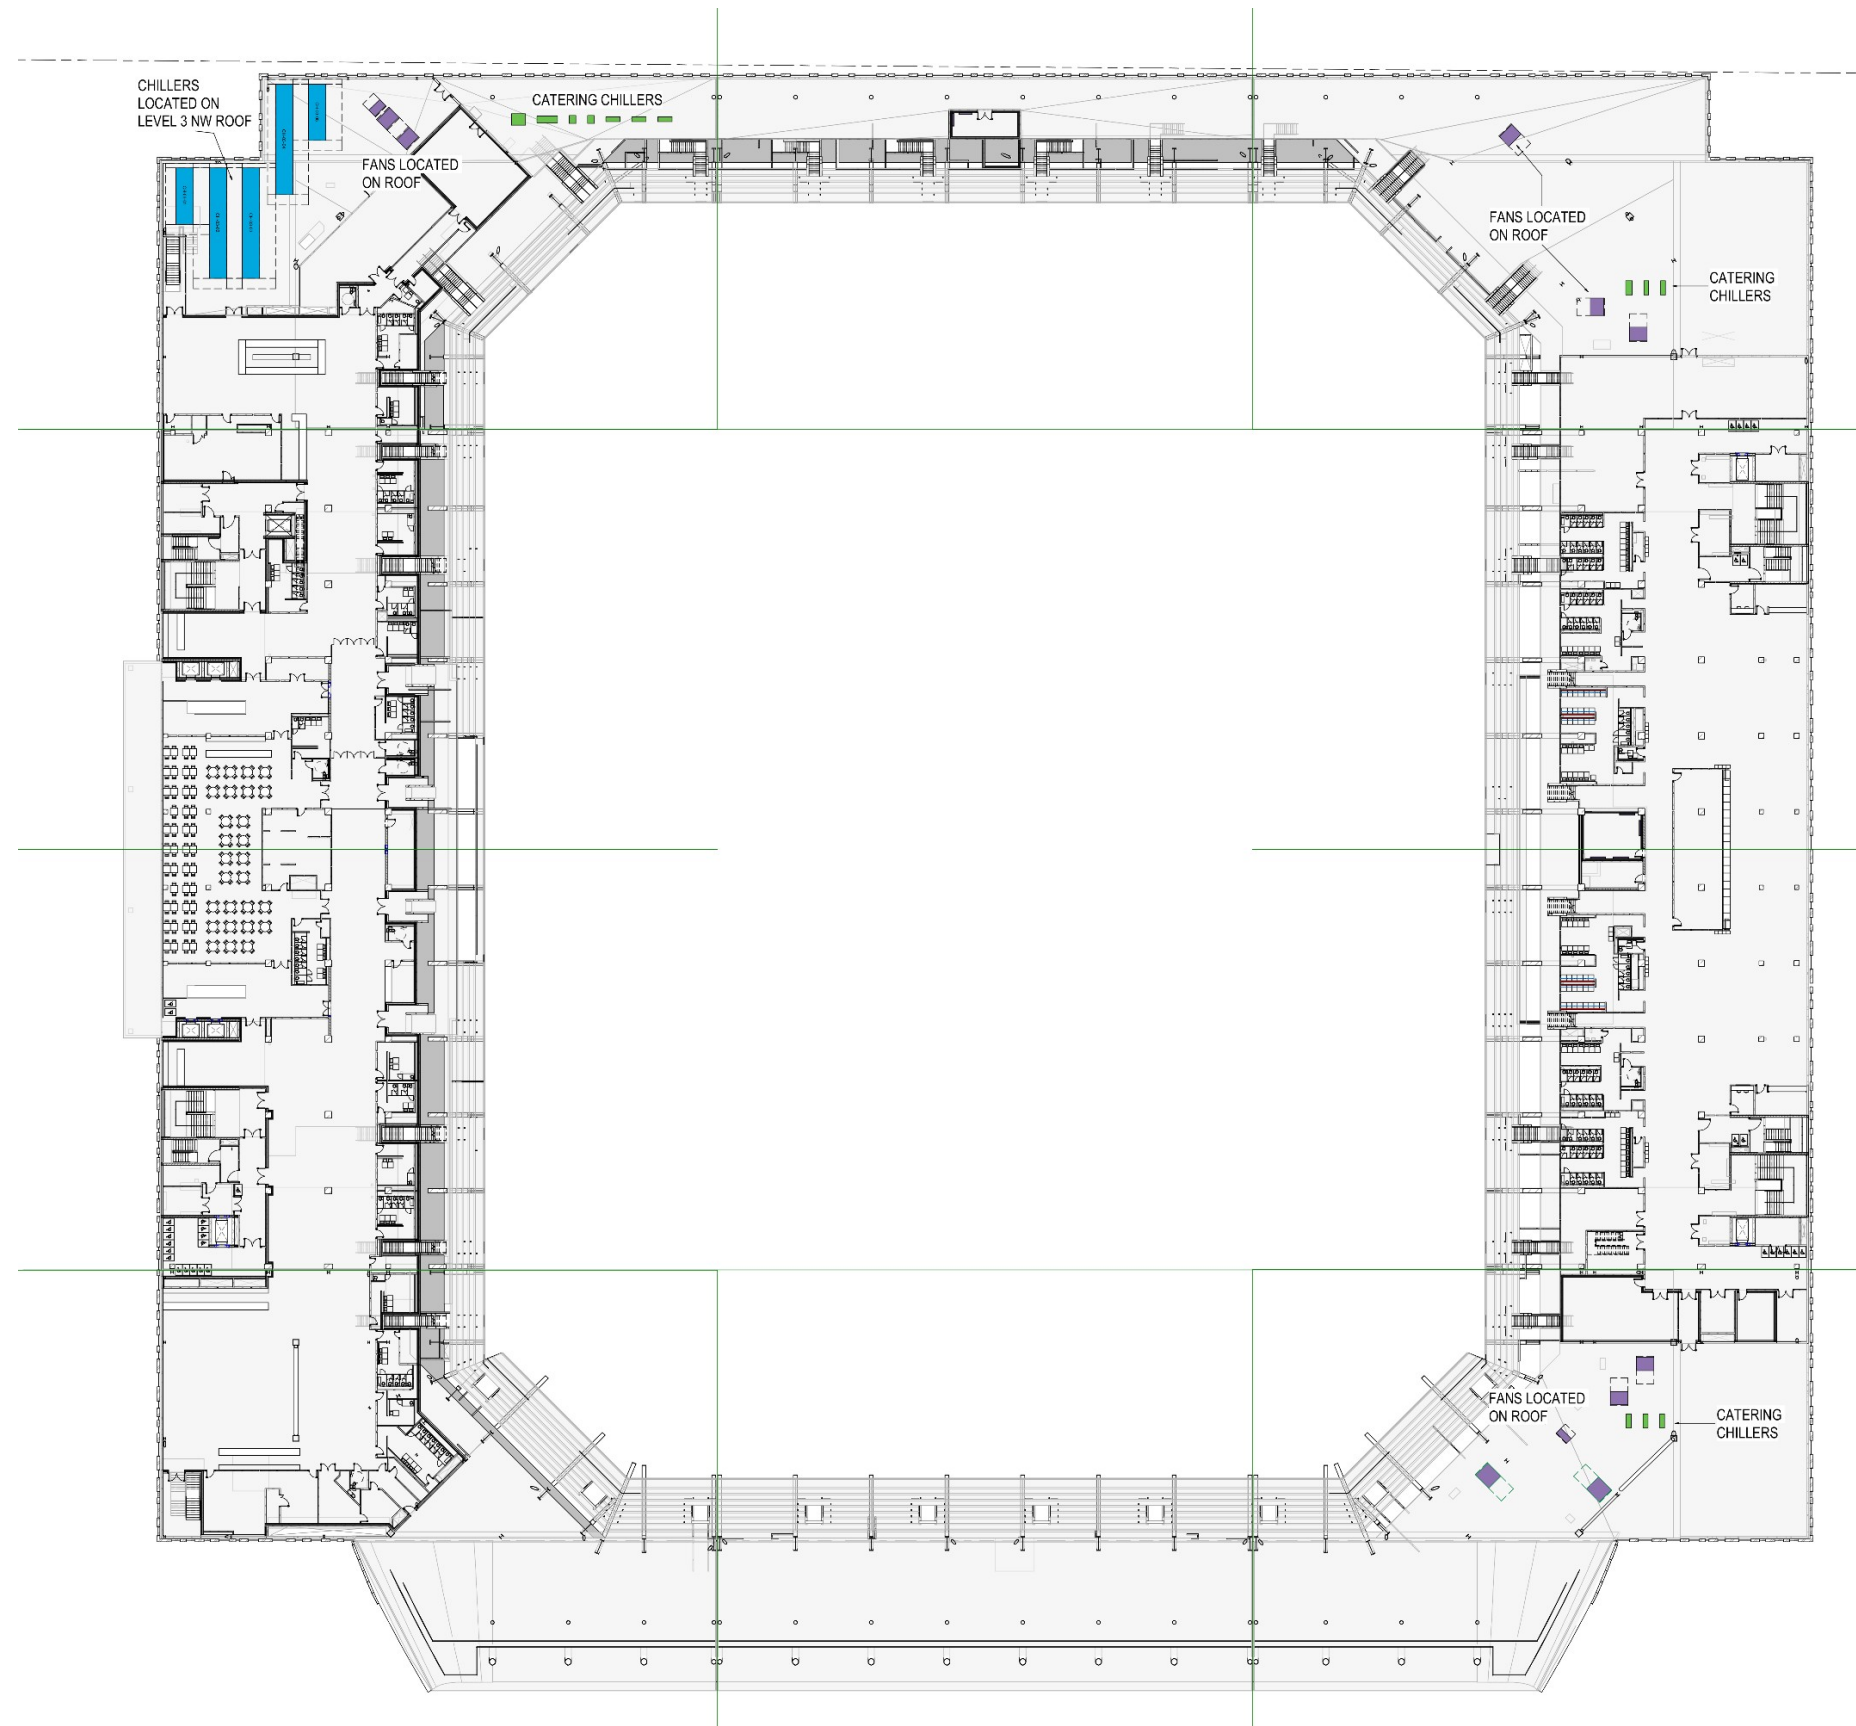 CHILLERS
LOCATED ON
LEVEL 3 NW ROOF
CATERING CHILLERS
FANS LOCATED
ON ROOF
FANS LOCATED
ON ROOF
CATERING
CHILLERS
FANS LOCATED
ON ROOF
CATERING
CHILLERS